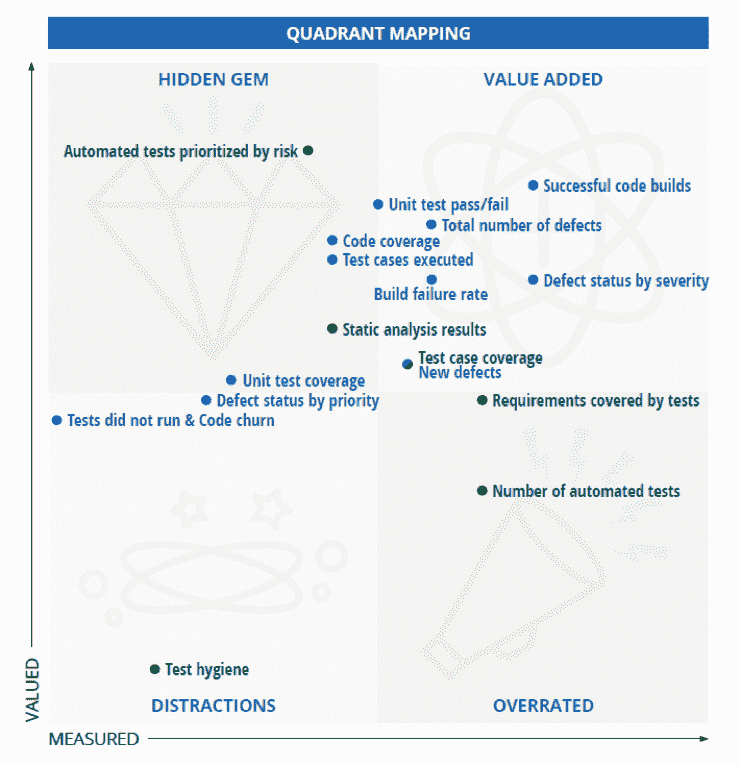 QUADRANT MAPPING
HIDDEN GEM
VALUE ADDED
Automated tests prioritized by risk
Successful code builds
Unit test pass/fail
Total number of defects
Code coverage
Test cases executed
Defect status by severity
Build failure rate
Static analysis results
Test case coverage
New defects
Unit test coverage
Defect status by priority
Requirements covered by tests
Tests did not run & Code churn
Number of automated tests
Test hygiene
DISTRACTIONS
OVERRATED
VALUED
MEASURED